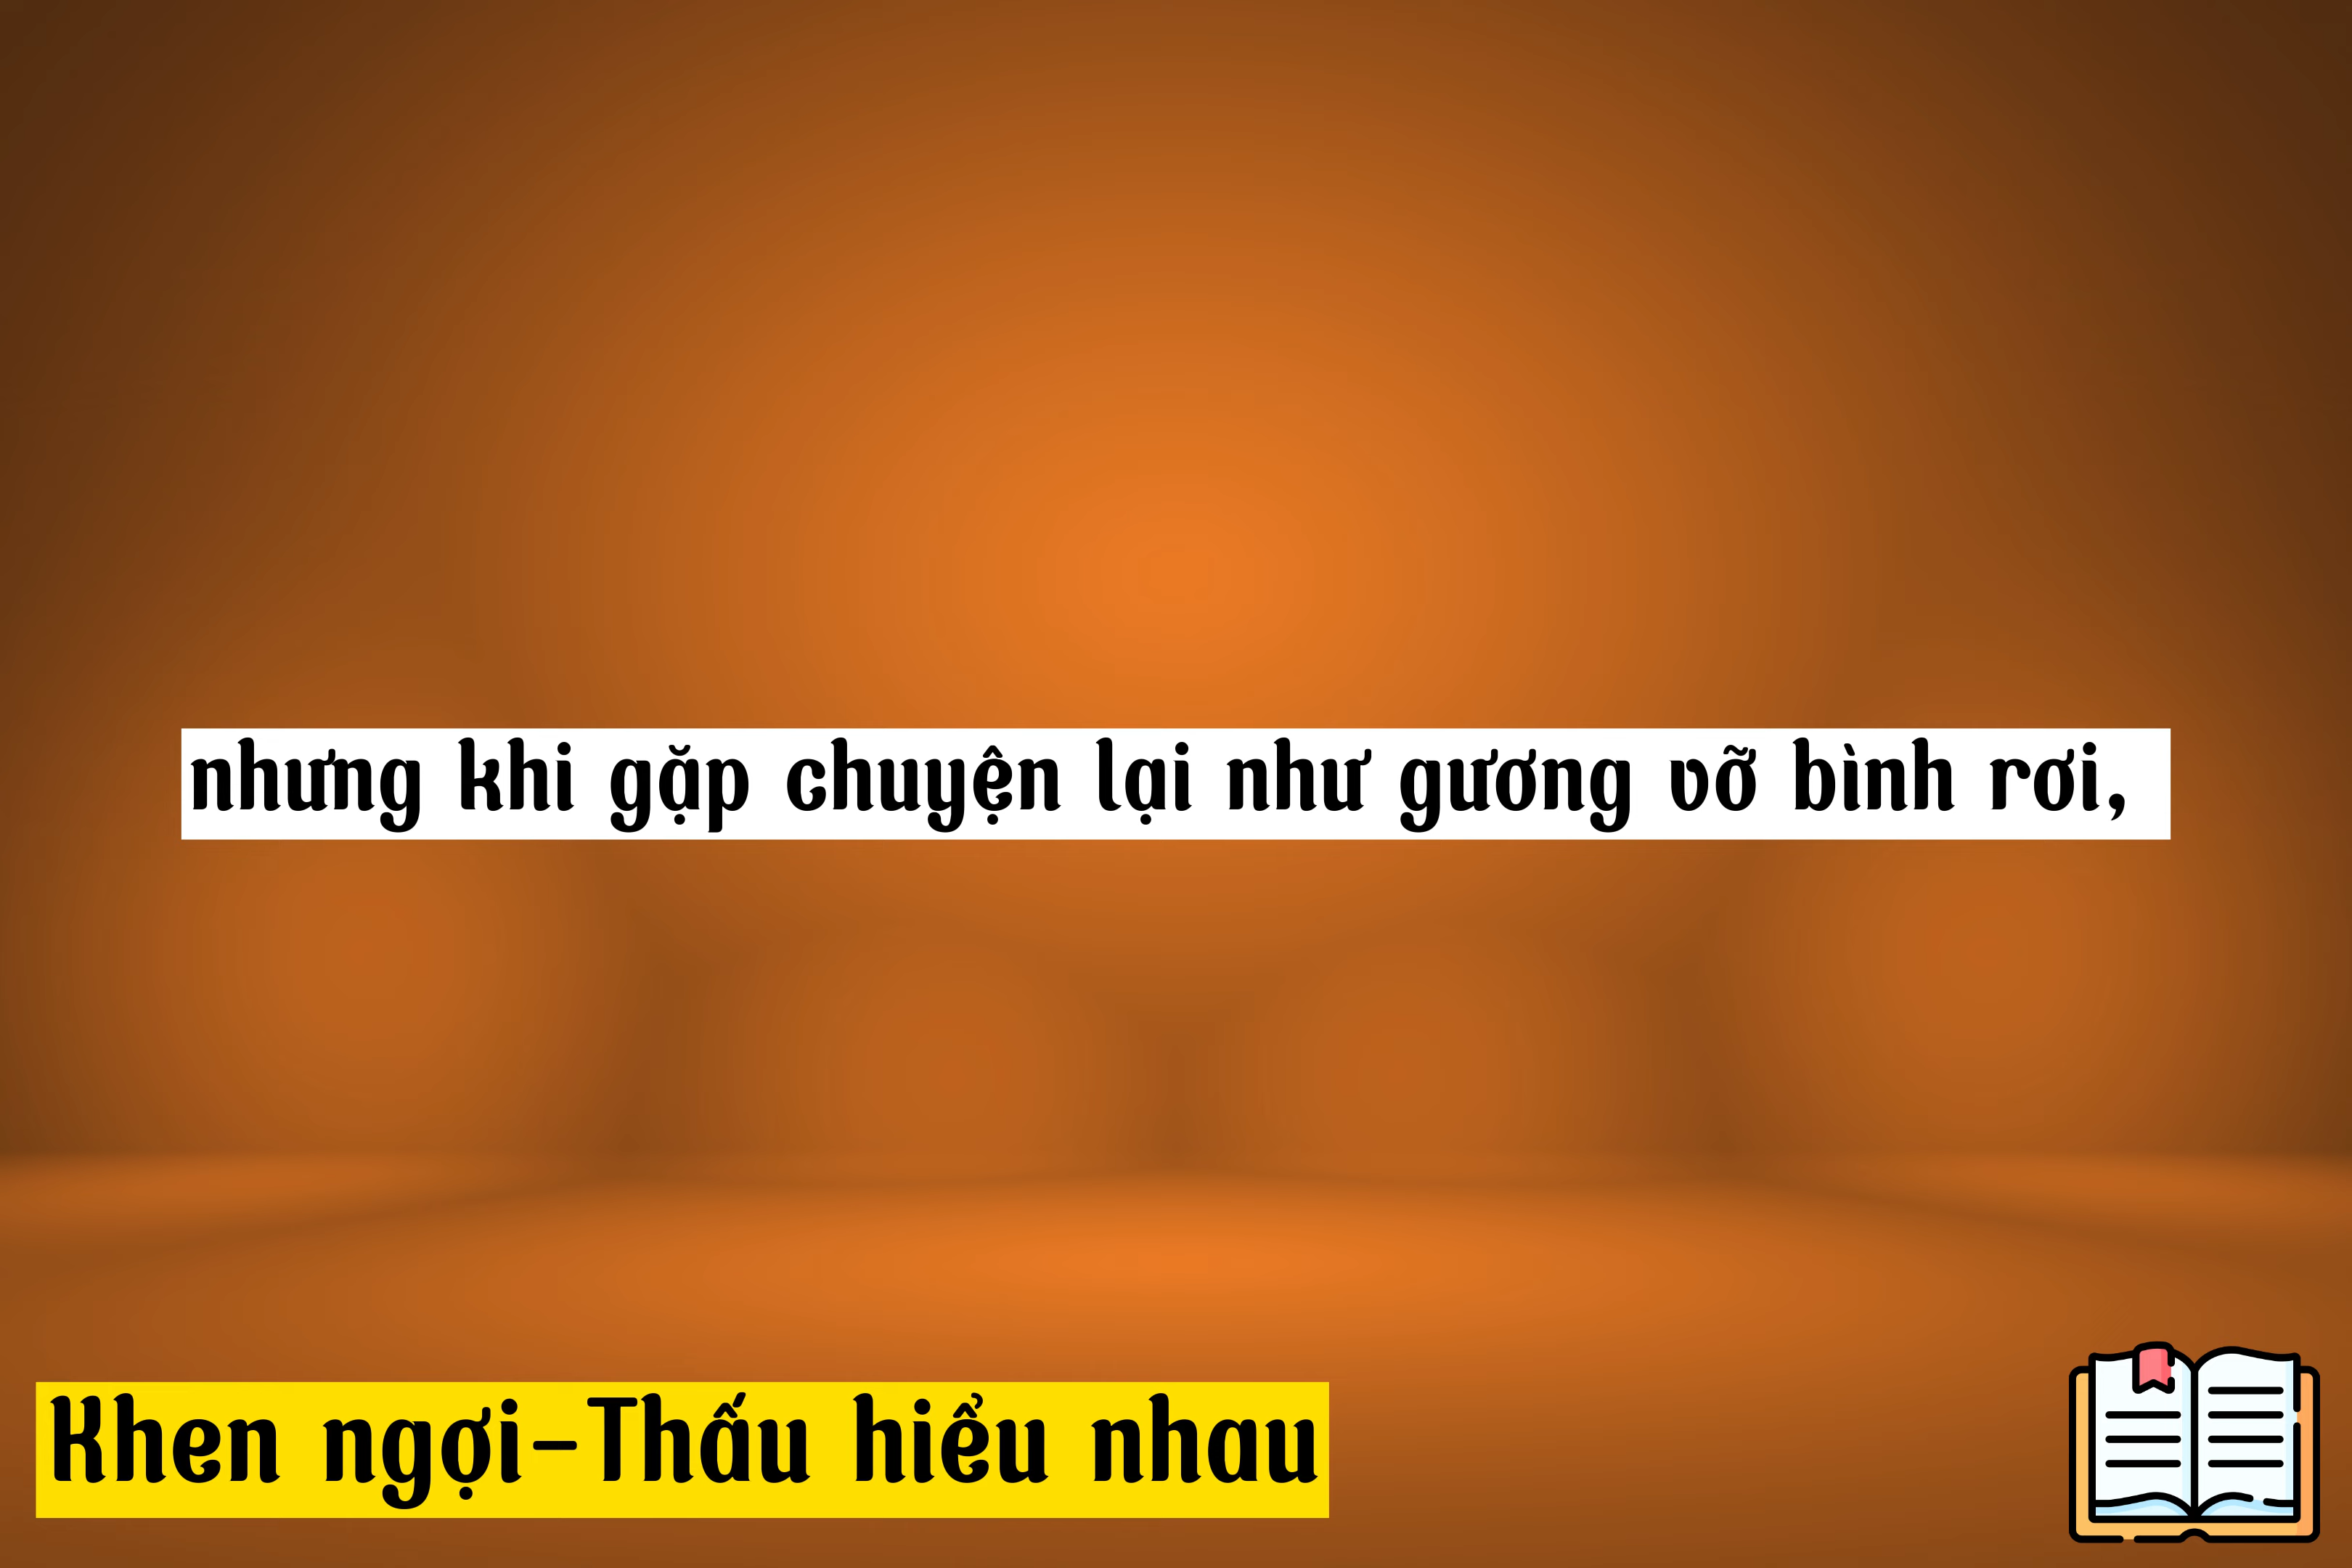 nhưng khi gặp chuyện lại như gương vỡ bình rơi,
Khen ngợi-Thấu hiểu nhau